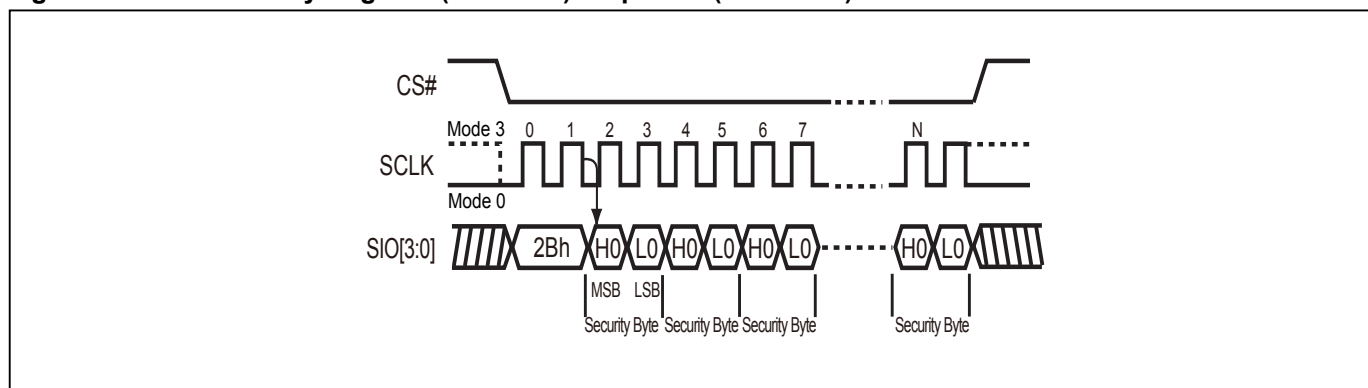 CS#
Mode 3 0 1 2 3 4 5 6 7 N
SCLK
Mode 0
SIO[3:0] 2Bh H0 L0 H0 L0 H0 L0 H0 L0
MSB LSB
Security Byte Security Byte Security Byte Security Byte